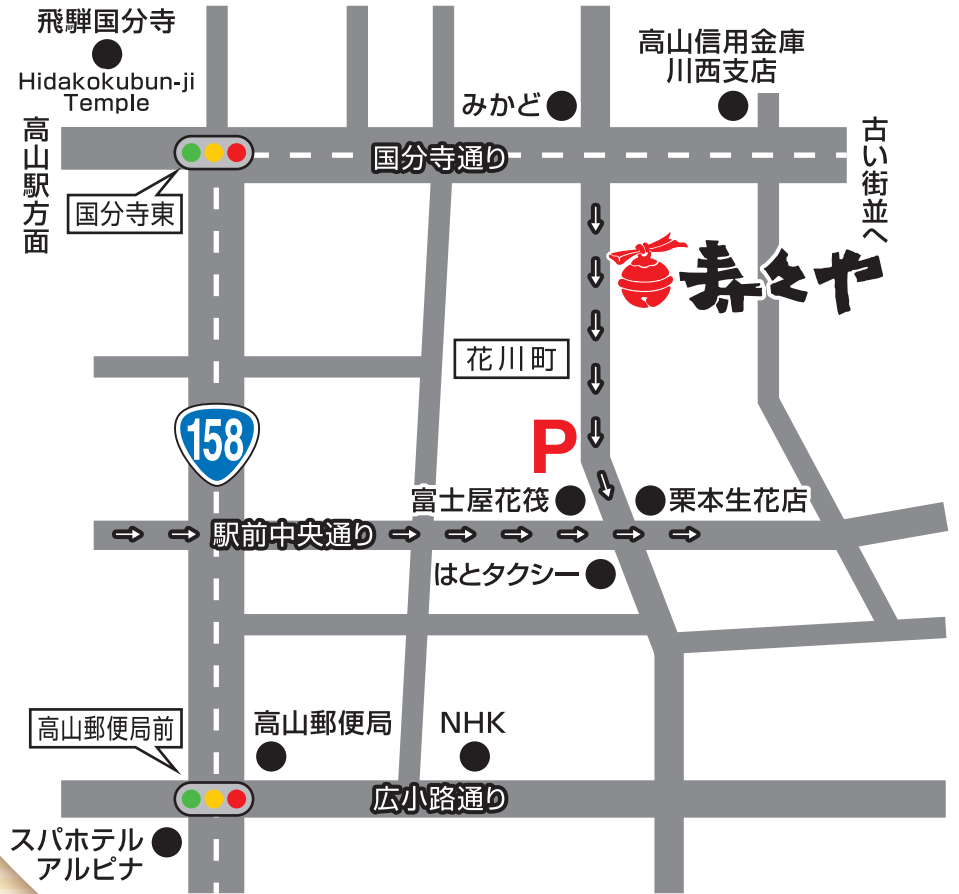 飛騨国分寺
Hidakokubun-ji
Temple
高山信用金庫
川西支店
みかど
高山駅方面
国分寺通り
古い街並へ
国分寺東
寿々や
花川町
158
P
富士屋花筏
栗本生花店
駅前中央通り
はとタクシー
高山郵便局前
高山郵便局
NHK
広小路通り
スパホテル
アルピナ